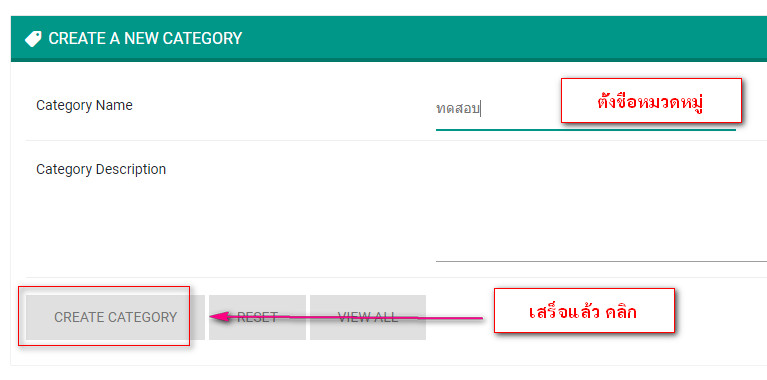 CREATE A NEW CATEGORY
Category Name
ทดสอบ
ตั้งชื่อหมวดหมู่
Category Description
CREATE CATEGORY
RESET
VIEW ALL
เสร็จแล้ว คลิก